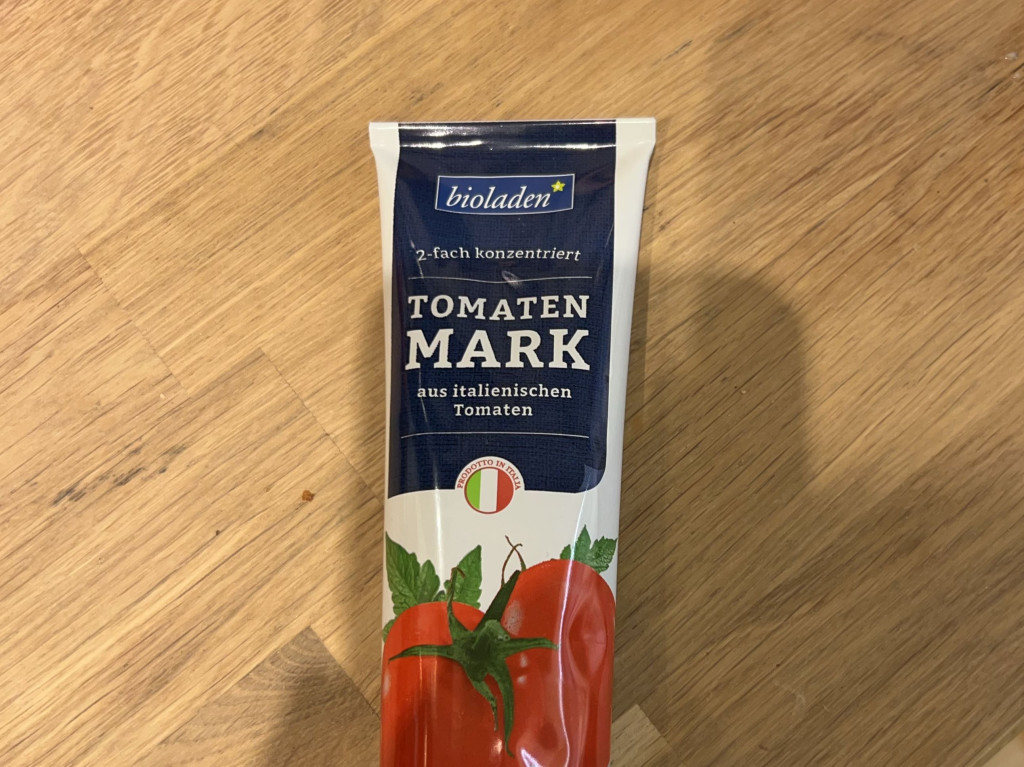 bioladen
2-fach konzentriert
TOMATEN
MARK
aus italienischen
Tomaten
PRODOTTO IN ITALIA